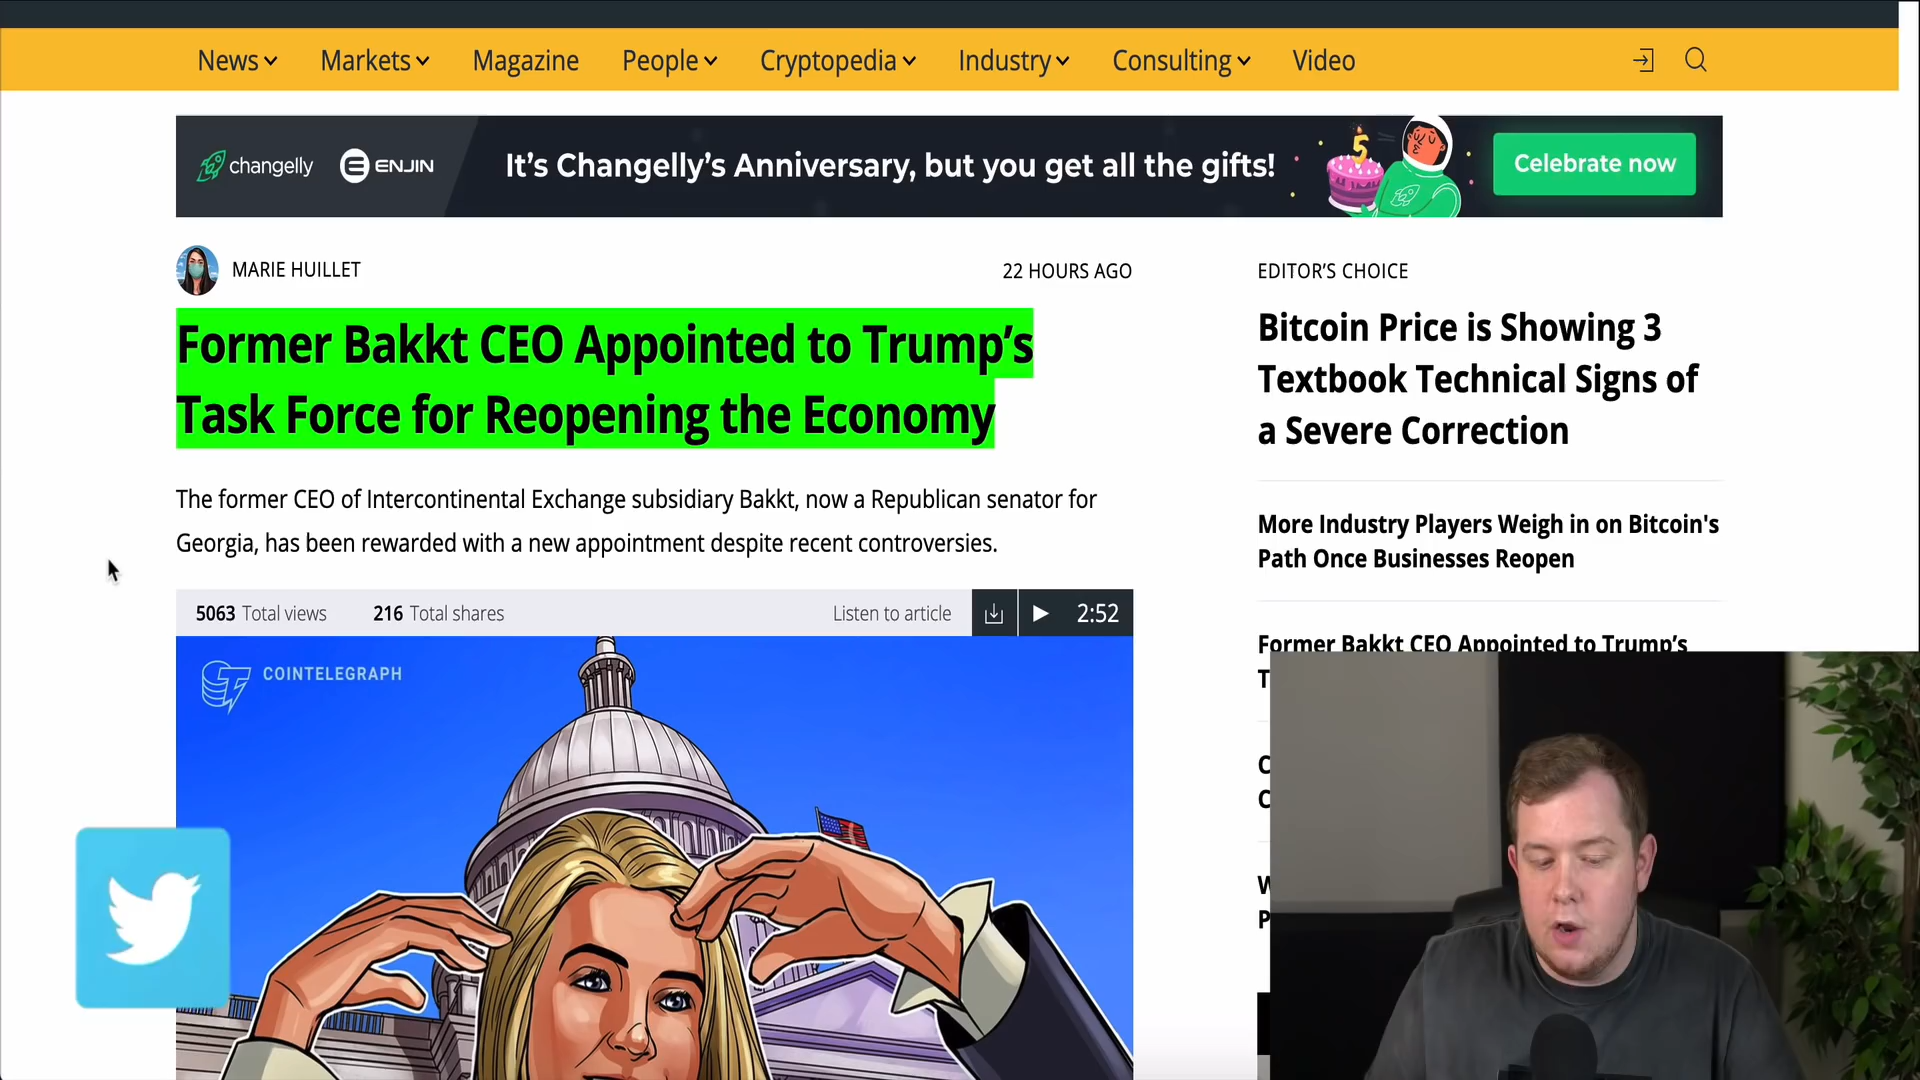 News Markets Magazine People Cryptopedia Industry Consulting Video
changelly ENJIN It's Changelly's Anniversary, but you get all the gifts! 5 Celebrate now
MARIE HUILLET 22 HOURS AGO
Former Bakkt CEO Appointed to Trump's
Task Force for Reopening the Economy
The former CEO of Intercontinental Exchange subsidiary Bakkt, now a Republican senator for
Georgia, has been rewarded with a new appointment despite recent controversies.
5063 Total views 216 Total shares Listen to article 2:52
COINTELEGRAPH
EDITOR'S CHOICE
Bitcoin Price is Showing 3
Textbook Technical Signs of
a Severe Correction
More Industry Players Weigh in on Bitcoin's
Path Once Businesses Reopen
Former Bakkt CEO Appointed to Trump's